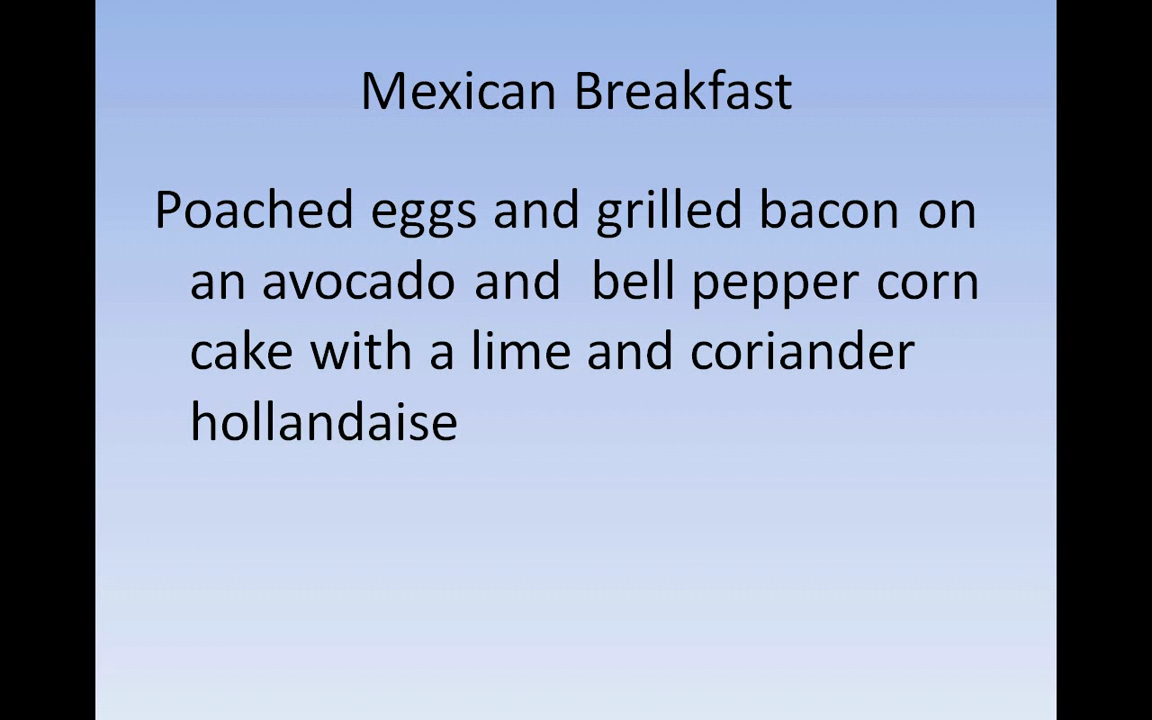 Mexican Breakfast
Poached eggs and grilled bacon on
an avocado and  bell pepper corn
cake with a lime and coriander
hollandaise